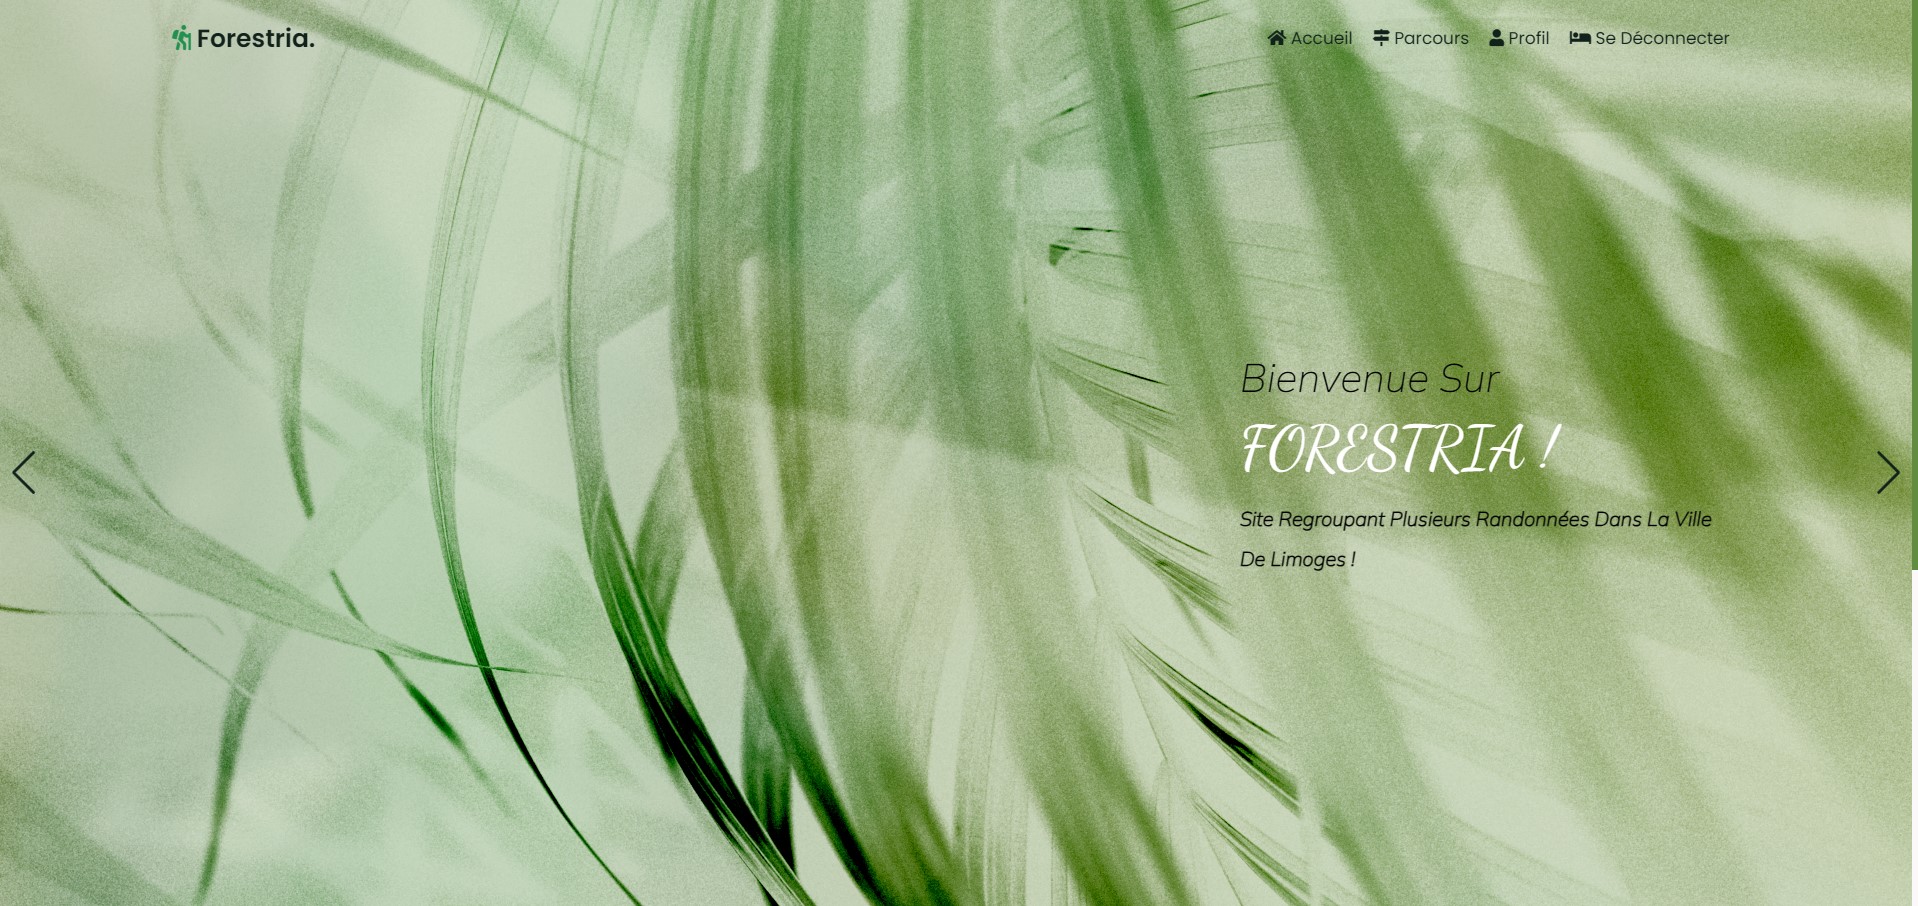 Forestria.
Accueil Parcours Profil Se Déconnecter
Bienvenue Sur
FORESTRIA !
Site Regroupant Plusieurs Randonnées Dans La Ville
De Limoges !